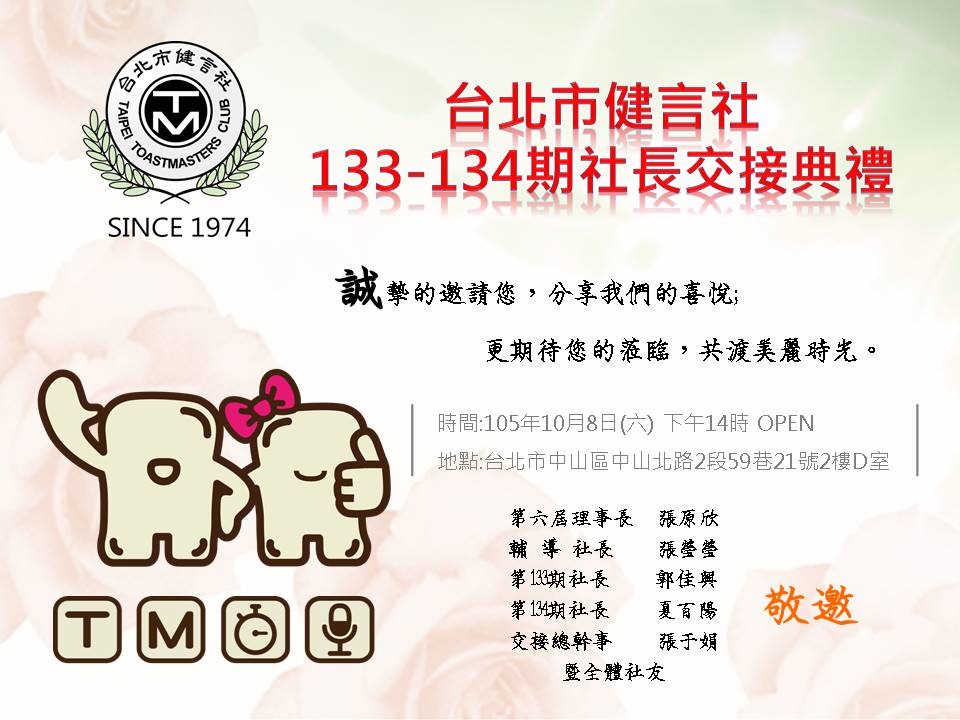 台北市健言社
TAIPEI TOASTMASTERS CLUB
TM
SINCE 1974
台北市健言社
133-134期社長交接典禮
誠摯的邀請您，分享我們的喜悅;
更期待您的蒞臨，共渡美麗時光。
時間:105年10月8日(六) 下午14時 OPEN
地點:台北市中山區中山北路2段59巷21號2樓D室
第六屆理事長 張原欣
輔 導 社長 張瑩瑩
第133期社長 郭佳興
第134期社長 夏百陽
交接總幹事 張于娟
暨全體社友
敬邀
T M